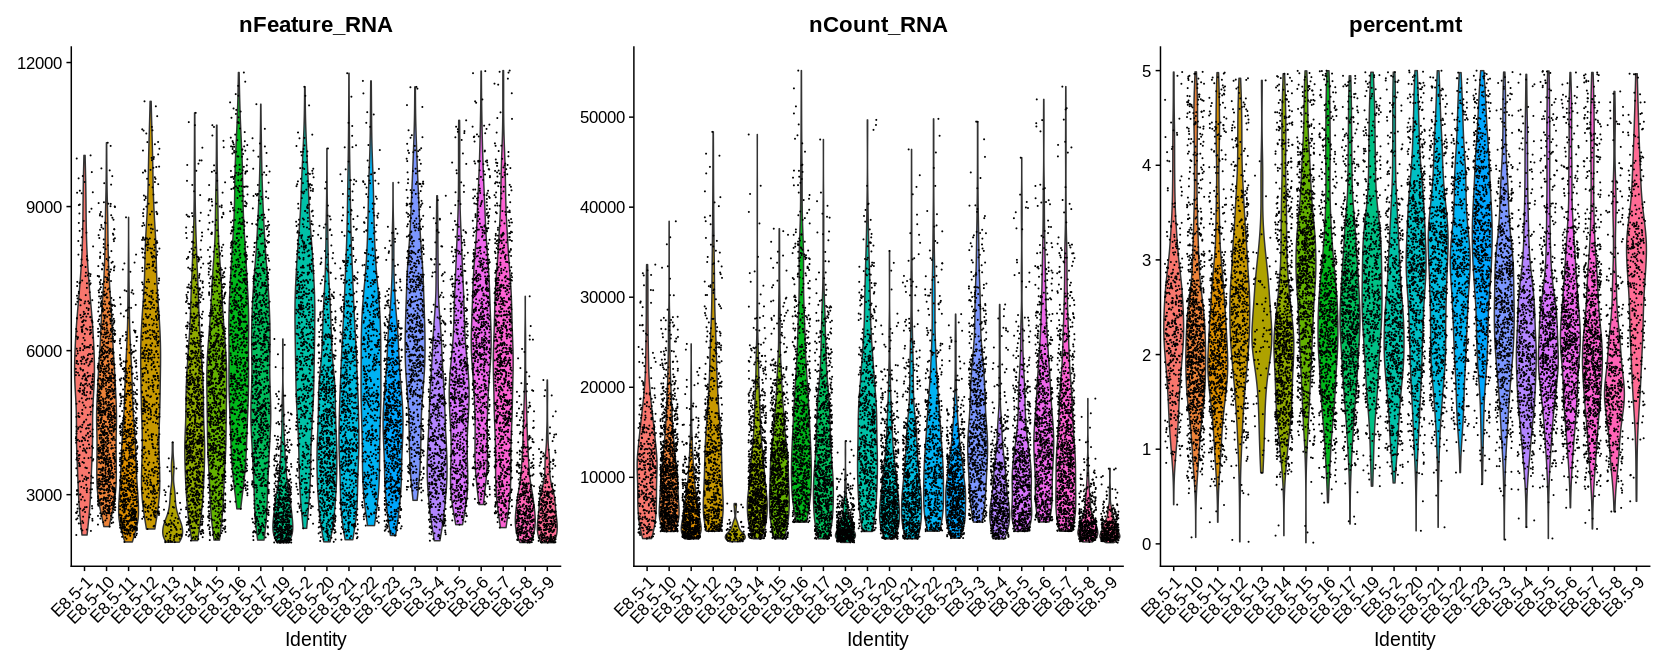 nFeature_RNA
12000
9000
6000
3000
E8.5-1
E8.5-10
E8.5-11
E8.5-12
E8.5-13
E8.5-14
E8.5-15
E8.5-16
E8.5-17
E8.5-19
E8.5-2
E8.5-20
E8.5-21
E8.5-22
E8.5-23
E8.5-3
E8.5-4
E8.5-5
E8.5-6
E8.5-7
E8.5-8
E8.5-9
Identity
nCount_RNA
50000
40000
30000
20000
10000
E8.5-1
E8.5-10
E8.5-11
E8.5-12
E8.5-13
E8.5-14
E8.5-15
E8.5-16
E8.5-17
E8.5-19
E8.5-2
E8.5-20
E8.5-21
E8.5-22
E8.5-23
E8.5-3
E8.5-4
E8.5-5
E8.5-6
E8.5-7
E8.5-8
E8.5-9
Identity
percent.mt
5
4
3
2
1
0
E8.5-1
E8.5-10
E8.5-11
E8.5-12
E8.5-13
E8.5-14
E8.5-15
E8.5-16
E8.5-17
E8.5-19
E8.5-2
E8.5-20
E8.5-21
E8.5-22
E8.5-23
E8.5-3
E8.5-4
E8.5-5
E8.5-6
E8.5-7
E8.5-8
E8.5-9
Identity